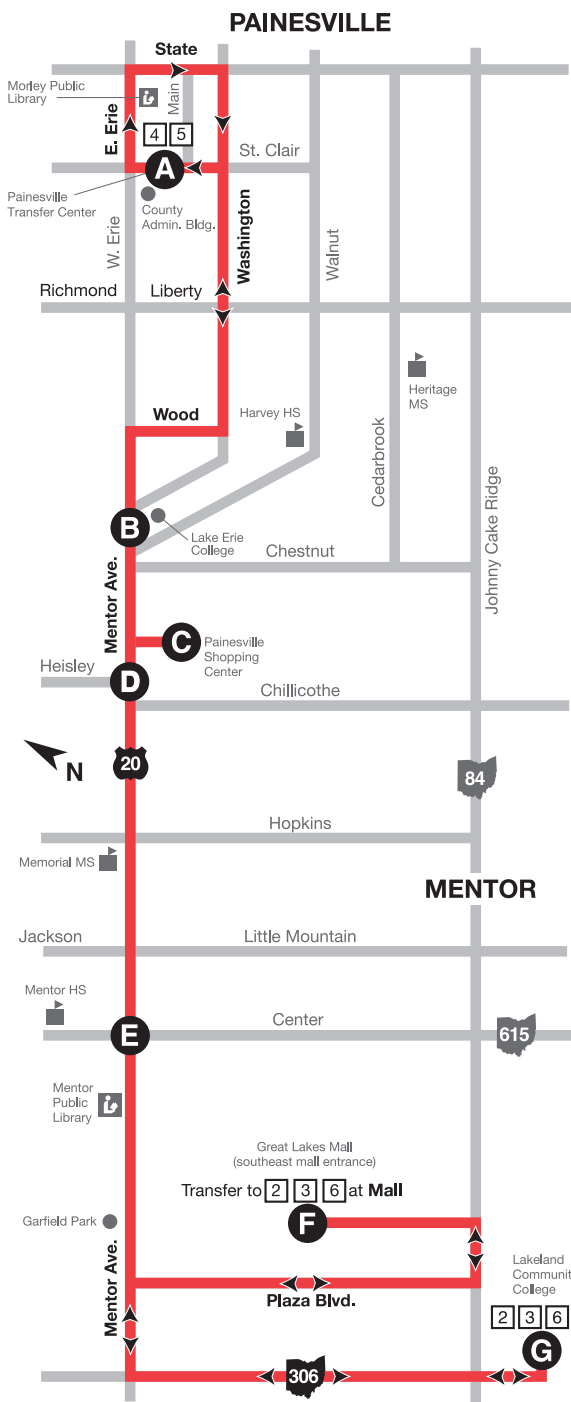 PAINESVILLE
State
Morley Public
Library
Main
E. Erie
4 5
St. Clair
A
Painesville
Transfer Center
County
Admin. Bldg.
W. Erie
Washington
Walnut
Richmond
Liberty
Wood
Harvey HS
Heritage
MS
Cedarbrook
Johnny Cake Ridge
B
Lake Erie
College
Chestnut
Mentor Ave.
C
Painesville
Shopping
Center
Heisley
D
Chillicothe
N
20
84
Hopkins
Memorial MS
MENTOR
Jackson
Little Mountain
Mentor HS
E
Center
615
Mentor
Public
Library
Great Lakes Mall
(southeast mall entrance)
Transfer to 2 3 6 at Mall
F
Garfield Park
Mentor Ave.
Plaza Blvd.
Lakeland
Community
College
2 3 6
G
306